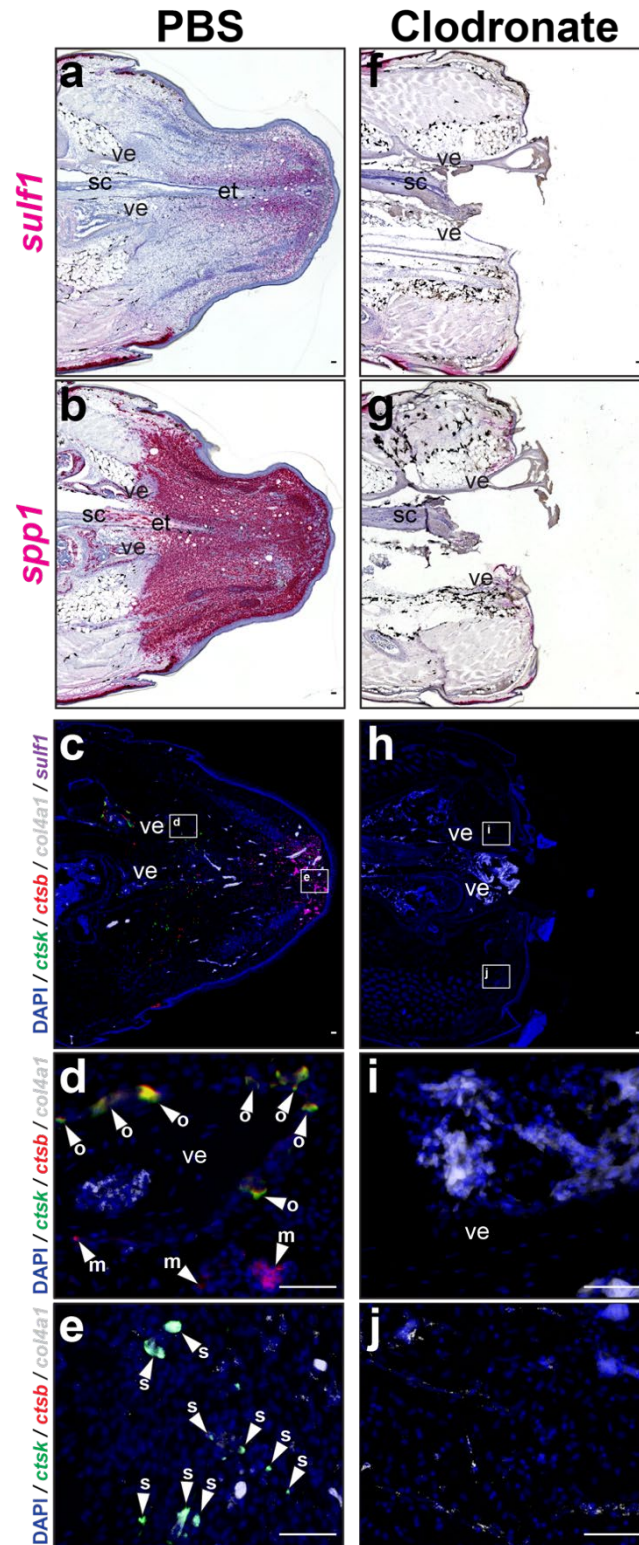 PBS Clodronate
sulf1
a
ve
sc
et
ve
f
ve
sc
ve
spp1
b
ve
sc
et
ve
g
ve
sc
ve
DAPI / ctsk / ctsb / col4a1 / sulf1
c
ve
d
ve
e
h
ve
i
ve
j
DAPI / ctsk / ctsb / col4a1
d
o
o
o
o
o
o
ve
o
m
m
m
i
ve
DAPI / ctsk / ctsb / col4a1
e
s
s
s
s
s
s
s
s
s
j